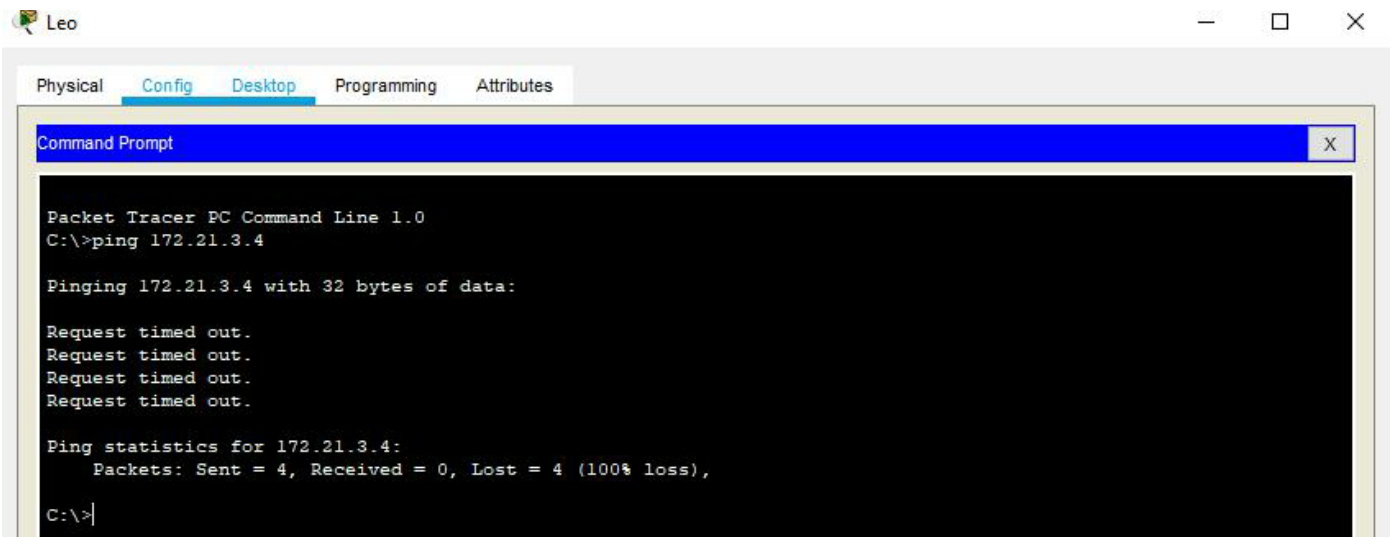 Leo
Physical Config Desktop Programming Attributes
Command Prompt
X
Packet Tracer PC Command Line 1.0
C:\>ping 172.21.3.4
Pinging 172.21.3.4 with 32 bytes of data:
Request timed out.
Request timed out.
Request timed out.
Request timed out.
Ping statistics for 172.21.3.4:
Packets: Sent = 4, Received = 0, Lost = 4 (100% loss),
C:\>